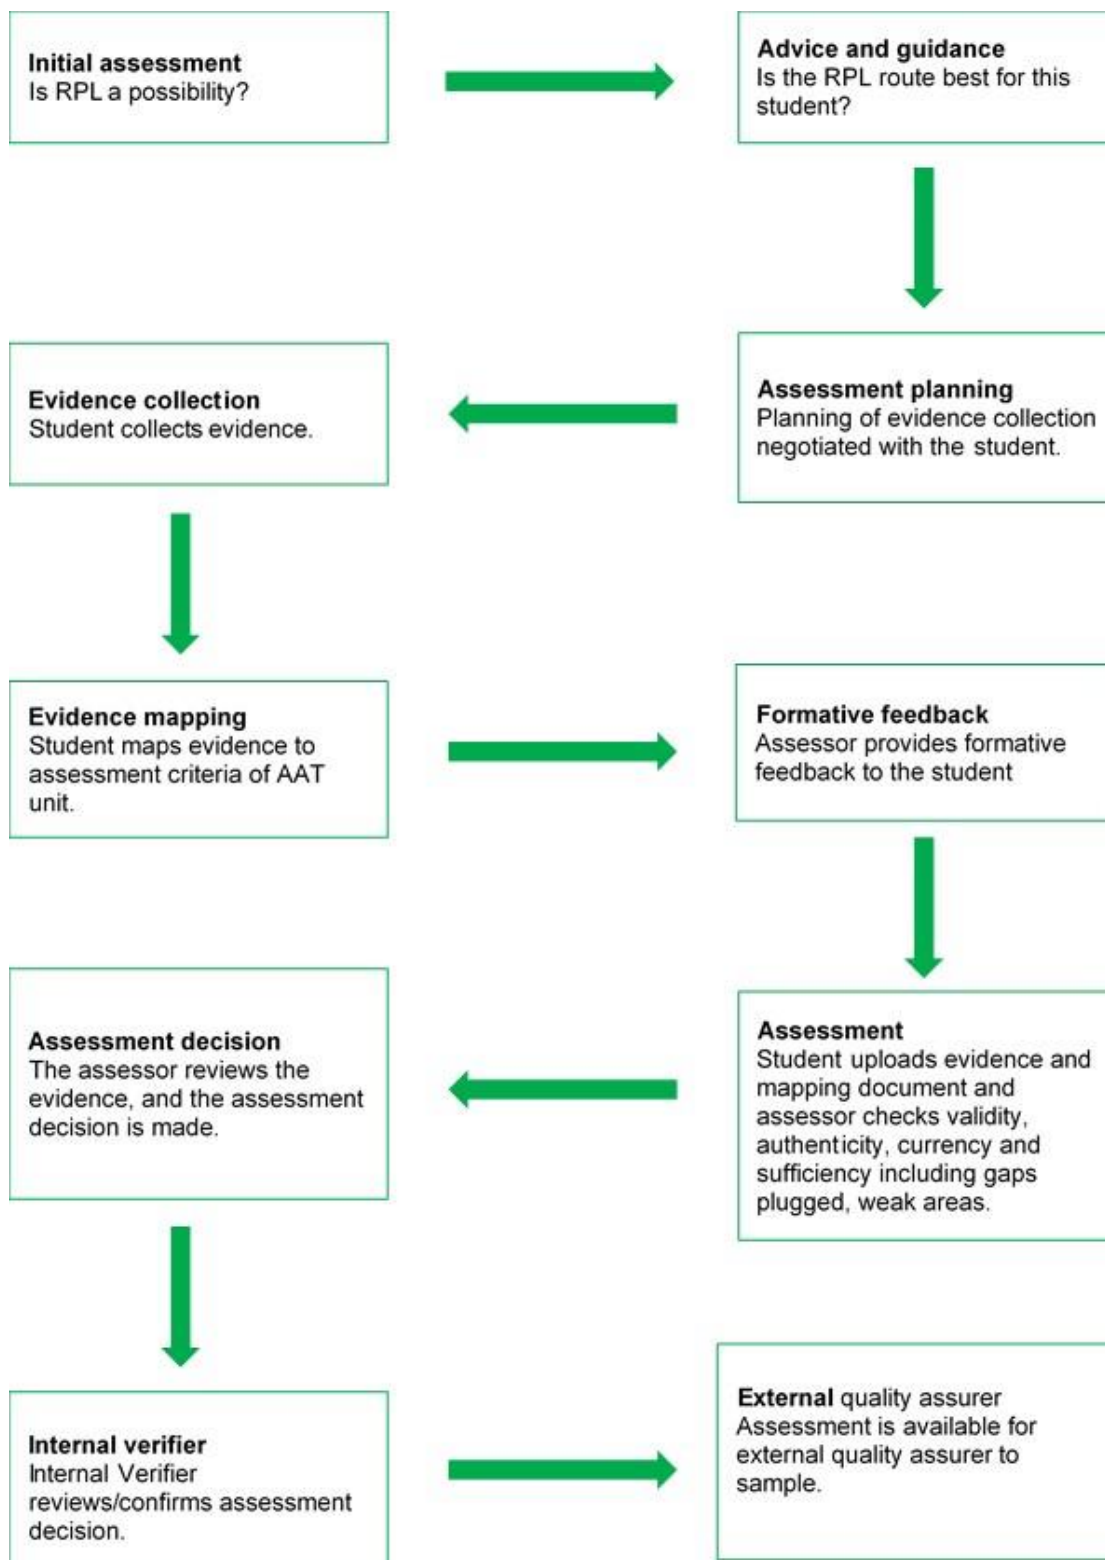 Initial assessment
Is RPL a possibility?
Advice and guidance
Is the RPL route best for this
student?
Assessment planning
Planning of evidence collection
negotiated with the student.
Evidence collection
Student collects evidence.
Evidence mapping
Student maps evidence to
assessment criteria of AAT
unit.
Formative feedback
Assessor provides formative
feedback to the student
Assessment
Student uploads evidence and
mapping document and
assessor checks validity,
authenticity, currency and
sufficiency including gaps
plugged, weak areas.
Assessment decision
The assessor reviews the
evidence, and the assessment
decision is made.
Internal verifier
Internal Verifier
reviews/confirms assessment
decision.
External quality assurer
Assessment is available for
external quality assurer to
sample.